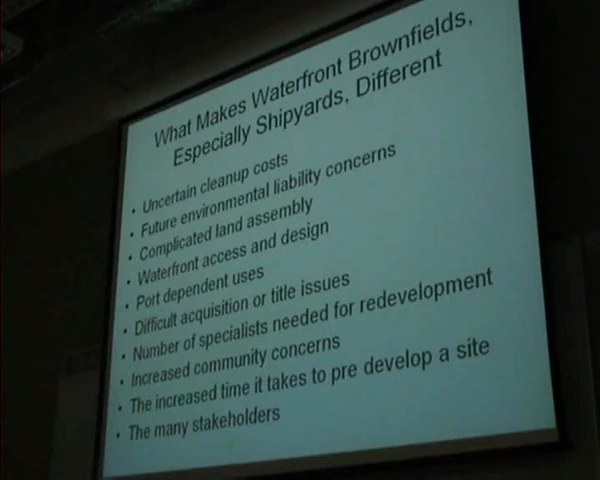 What Makes Waterfront Brownfields,
Especially Shipyards, Different
• Uncertain cleanup costs
• Future environmental liability concerns
• Complicated land assembly
• Waterfront access and design
• Port dependent uses
• Difficult acquisition or title issues
• Number of specialists needed for redevelopment
• Increased community concerns
• The increased time it takes to pre develop a site
• The many stakeholders